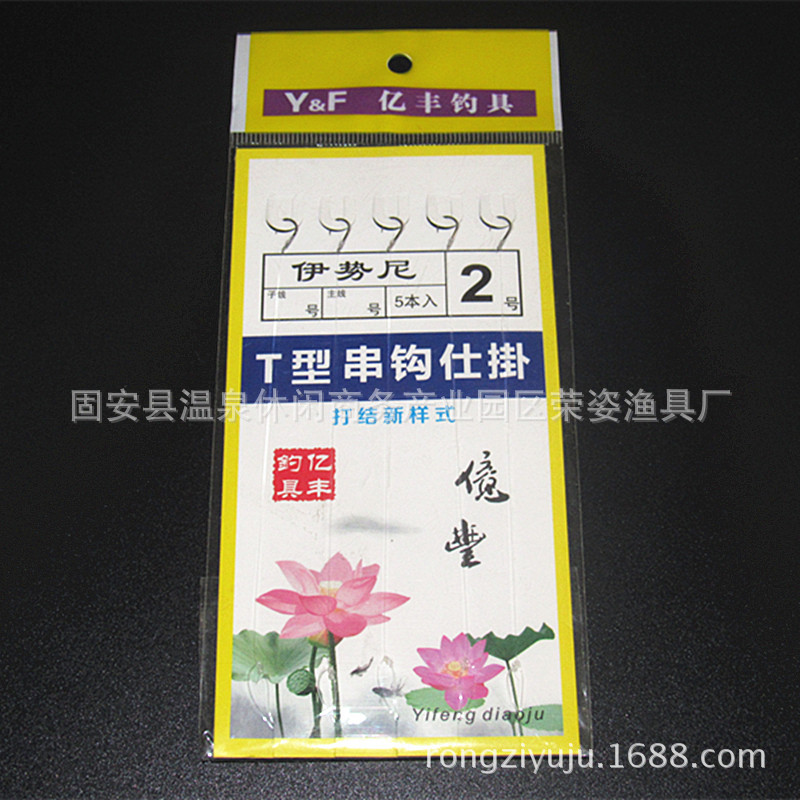 Y&F 亿丰钓具
伊势尼
子线 号
主线 号
5本入
2号
T型串钩仕掛
固安县温泉休闲商务产业园区荣姿渔具厂
打结新样式
亿丰
钓具
億豐
Yifeng diaoju
rongziyuju.1688.com